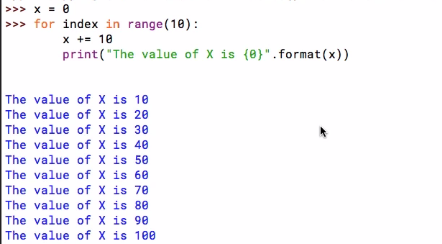 >>> x = 0
>>> for index in range(10):
        x += 10
        print("The value of X is {0}".format(x))
The value of X is 10
The value of X is 20
The value of X is 30
The value of X is 40
The value of X is 50
The value of X is 60
The value of X is 70
The value of X is 80
The value of X is 90
The value of X is 100